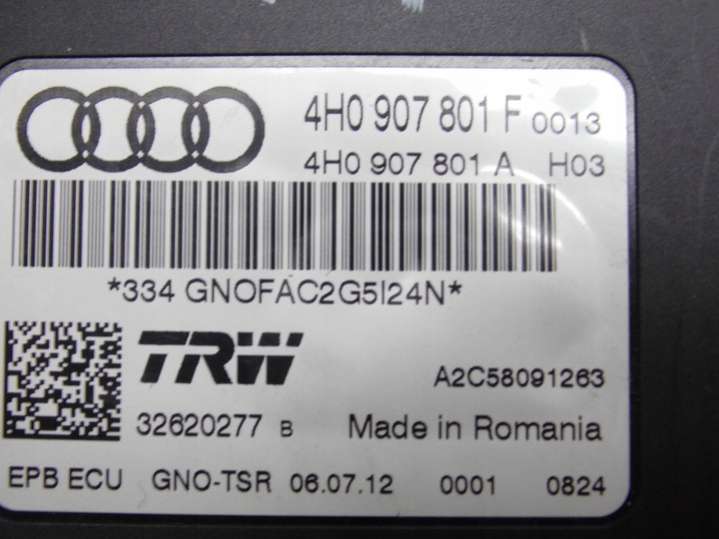 4H0 907 801 F 0013
4H0 907 801 A H03
*334 GNOFAC2G5I24N*
TRW A2C58091263
32620277 B Made in Romania
EPB ECU GNO-TSR 06.07.12 0001 0824